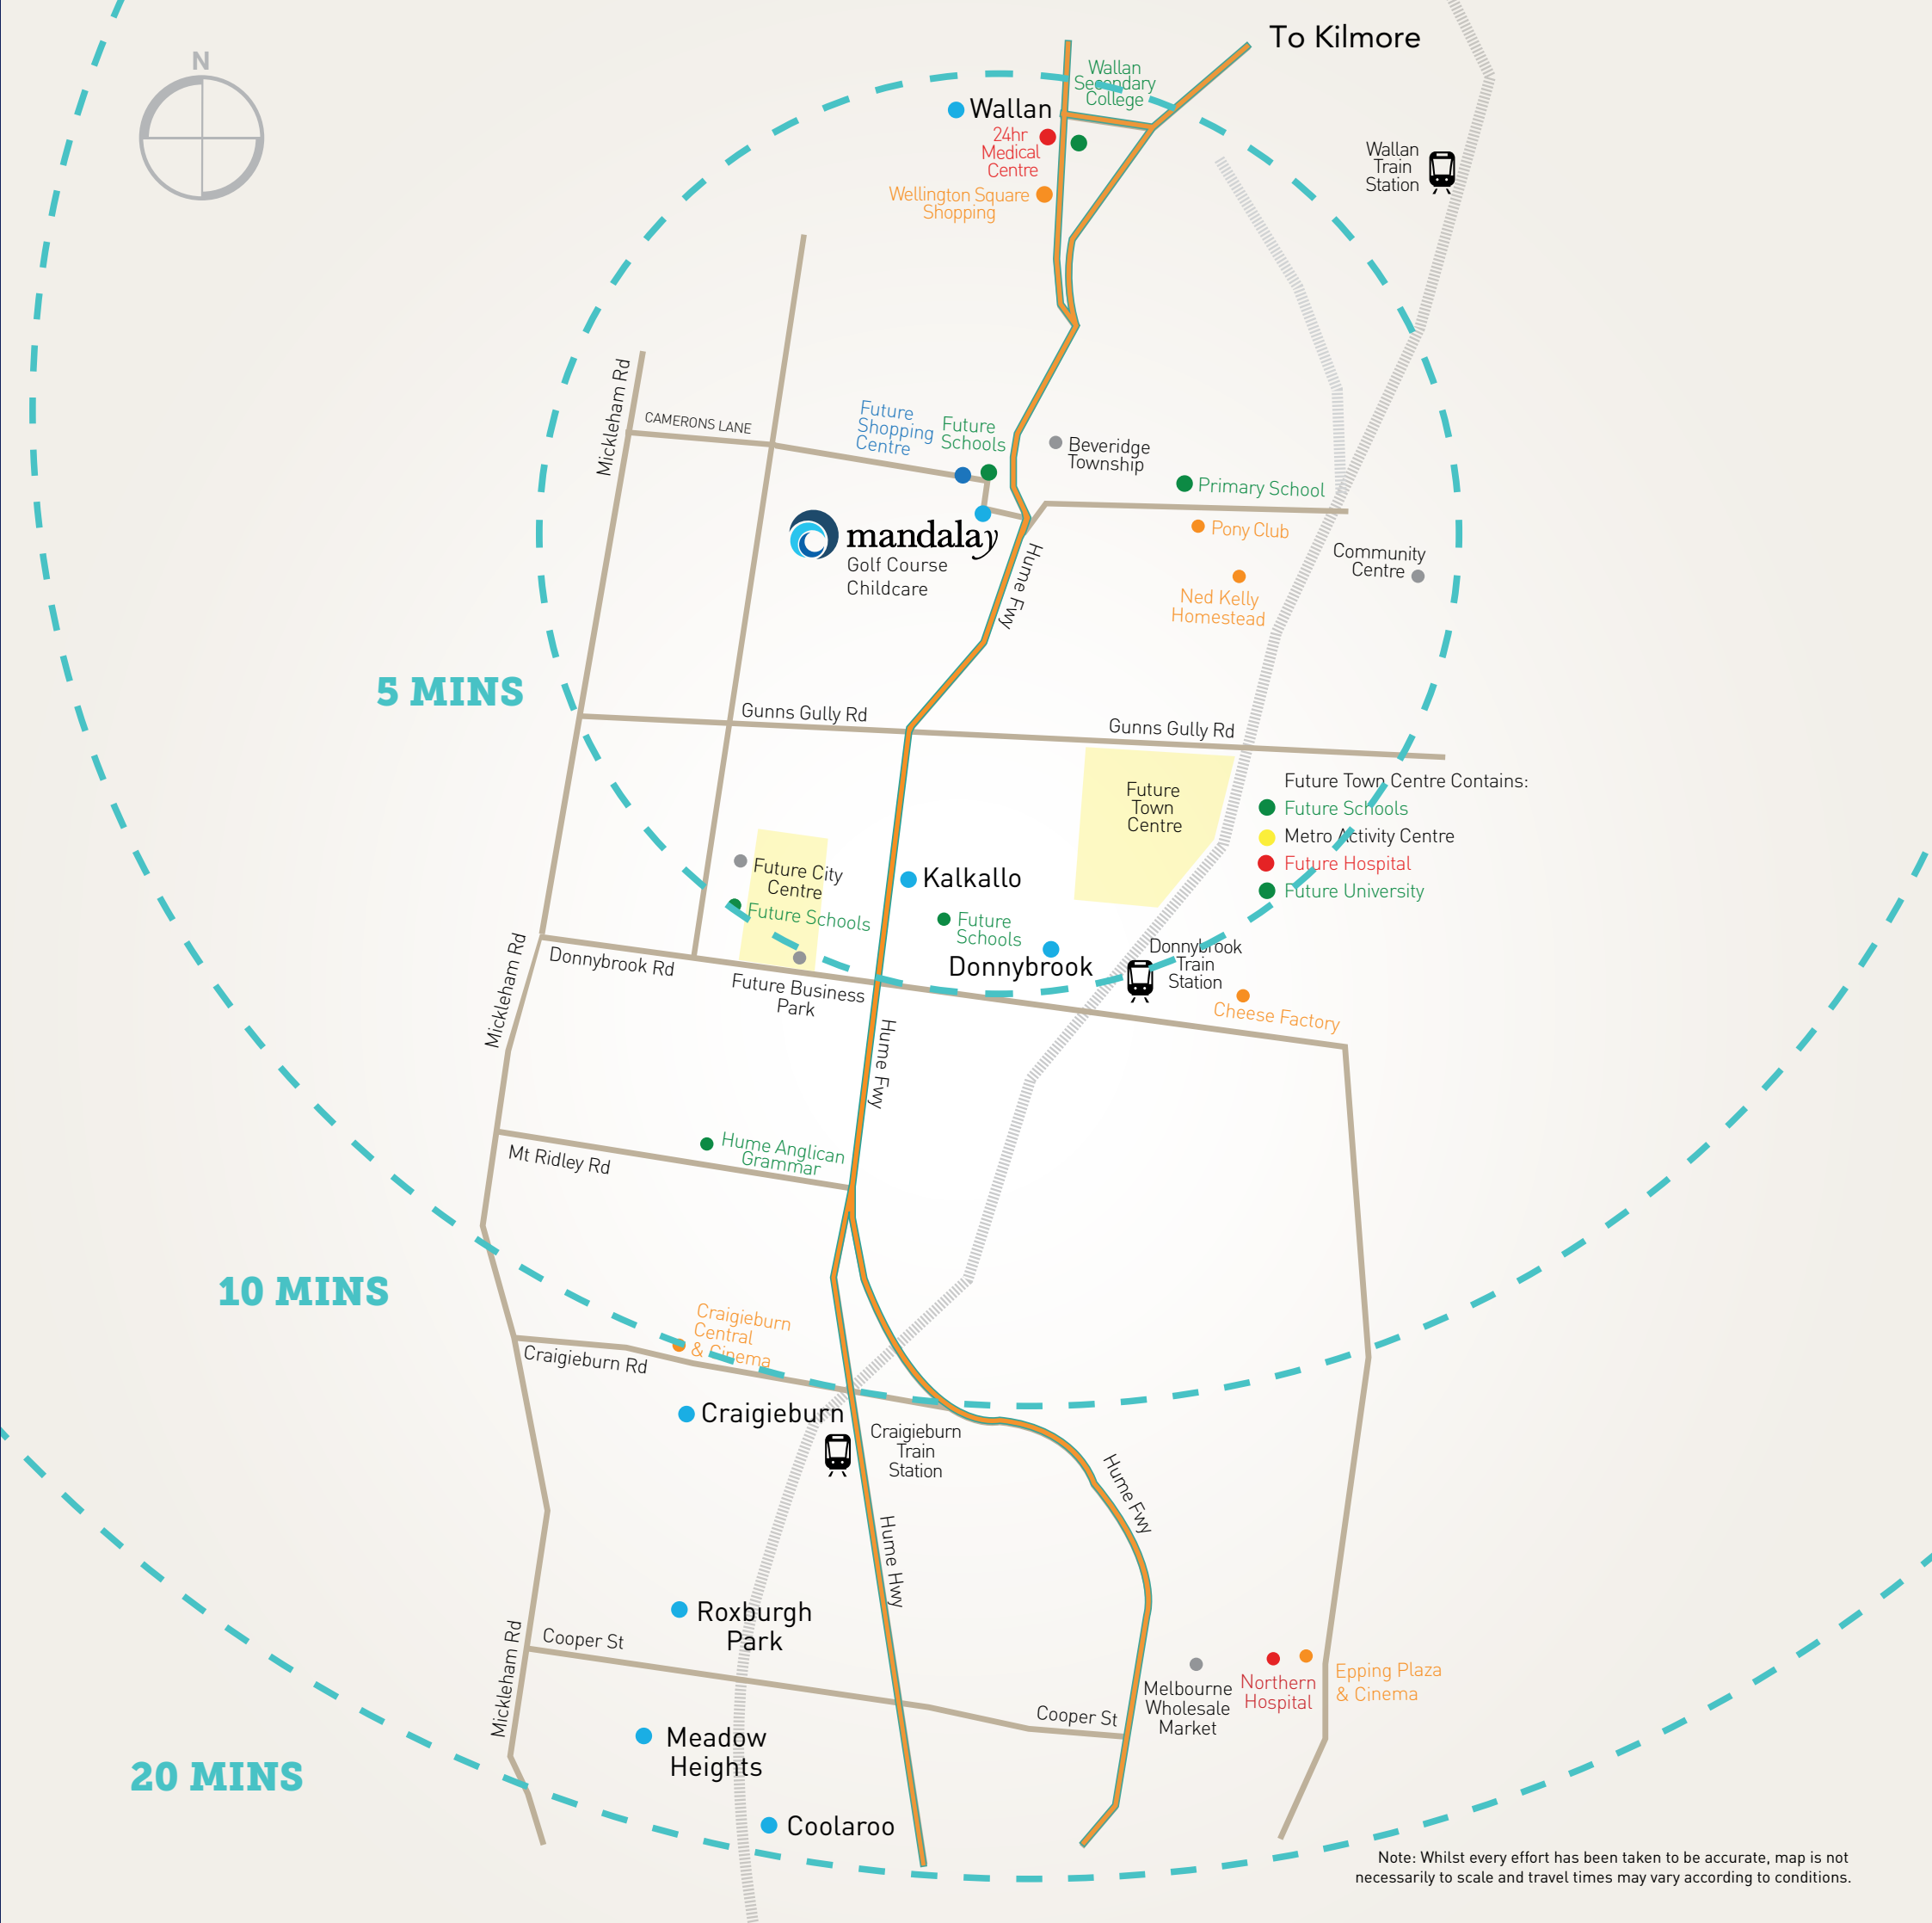 N
To Kilmore
Wallan
Secondary
College
Wallan
24hr
Medical
Centre
Wellington Square
Shopping
Wallan
Train
Station
Mickleham Rd
CAMERONS LANE
Future
Shopping
Centre
Future
Schools
Beveridge
Township
Primary School
Pony Club
mandalay
Golf Course
Childcare
Hume Fwy
Community
Centre
Ned Kelly
Homestead
5 MINS
Gunns Gully Rd
Gunns Gully Rd
Future
Town
Centre
Future Town Centre Contains:
Future Schools
Metro Activity Centre
Future Hospital
Future University
Future City
Centre
Future Schools
Kalkallo
Future
Schools
Donnybrook
Donnybrook
Train
Station
Mickleham Rd
Donnybrook Rd
Future Business
Park
Cheese Factory
Hume Fwy
Hume Anglican
Grammar
Mt Ridley Rd
10 MINS
Craigieburn
Central
& Cinema
Craigieburn Rd
Craigieburn
Craigieburn
Train
Station
Hume Fwy
Hume Hwy
Roxburgh
Park
Mickleham Rd
Cooper St
Cooper St
Melbourne
Wholesale
Market
Northern
Hospital
Epping Plaza
& Cinema
Meadow
Heights
20 MINS
Coolaroo
Note: Whilst every effort has been taken to be accurate, map is not
necessarily to scale and travel times may vary according to conditions.